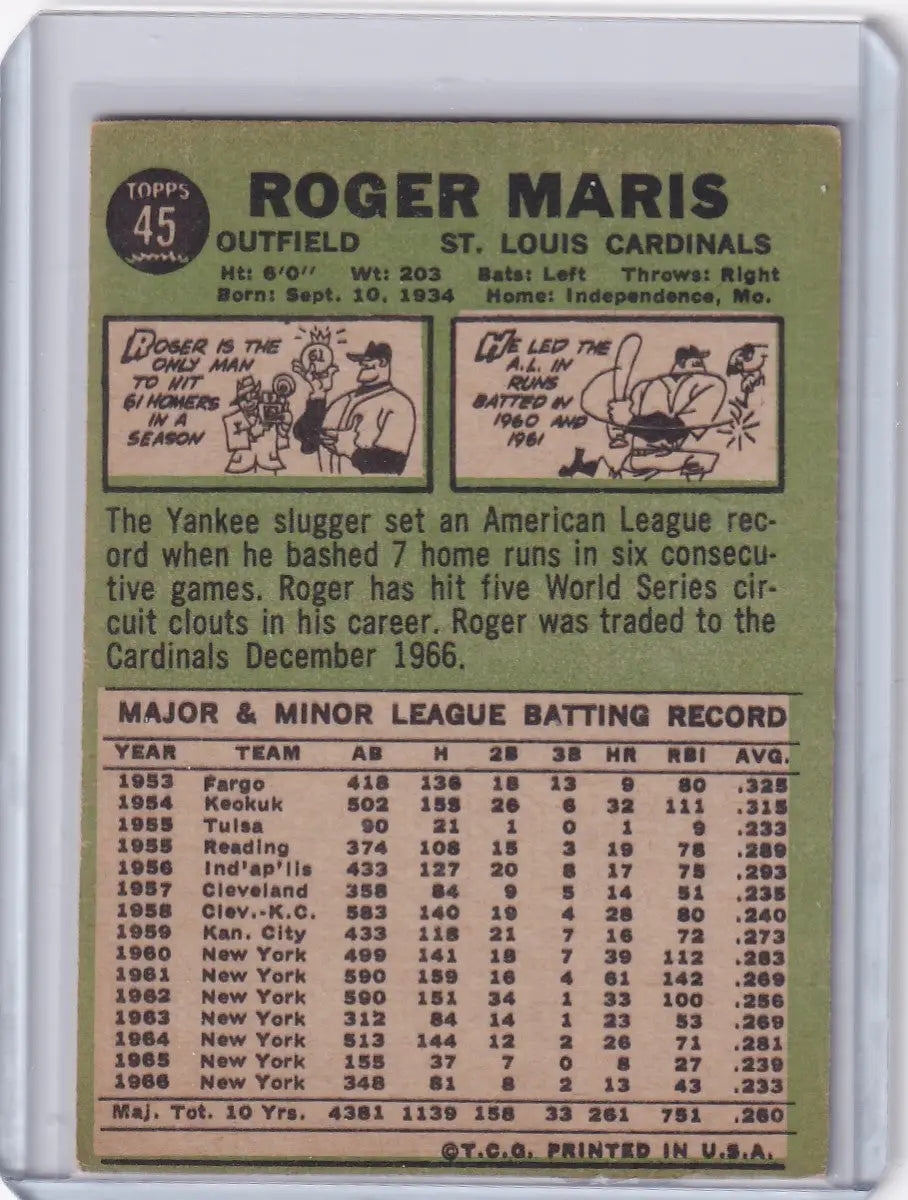 TOPPS
45
ROGER MARIS
OUTFIELD ST. LOUIS CARDINALS
Ht: 6'0" Wt: 203 Bats: Left Throws: Right
Born: Sept. 10, 1934 Home: Independence, Mo.
ROGER IS THE
ONLY MAN
TO HIT
61 HOMERS
IN A
SEASON
61
HE LED THE
A.L. IN
RUNS
BATTED IN
1960 AND
1961
The Yankee slugger set an American League rec-
ord when he bashed 7 home runs in six consecu-
tive games. Roger has hit five World Series cir-
cuit clouts in his career. Roger was traded to the
Cardinals December 1966.
MAJOR & MINOR LEAGUE BATTING RECORD
YEAR TEAM AB H 2B 3B HR RBI AVG.
1953 Fargo 418 136 18 13 9 80 .325
1954 Keokuk 502 158 26 6 32 111 .315
1955 Tulsa 90 21 1 0 1 9 .233
1955 Reading 374 108 15 3 19 78 .289
1956 Ind'ap'lis 433 127 20 8 17 75 .293
1957 Cleveland 358 84 9 5 14 51 .235
1958 Clev.-K.C. 583 140 19 4 28 80 .240
1959 Kan. City 433 118 21 7 16 72 .273
1960 New York 499 141 18 7 39 112 .283
1961 New York 590 159 16 4 61 142 .269
1962 New York 590 151 34 1 33 100 .256
1963 New York 312 84 14 1 23 53 .269
1964 New York 513 144 12 2 26 71 .281
1965 New York 155 37 7 0 8 27 .239
1966 New York 348 81 8 2 13 43 .233
Maj. Tot. 10 Yrs. 4381 1139 158 33 261 751 .260
©T.C.G. PRINTED IN U.S.A.